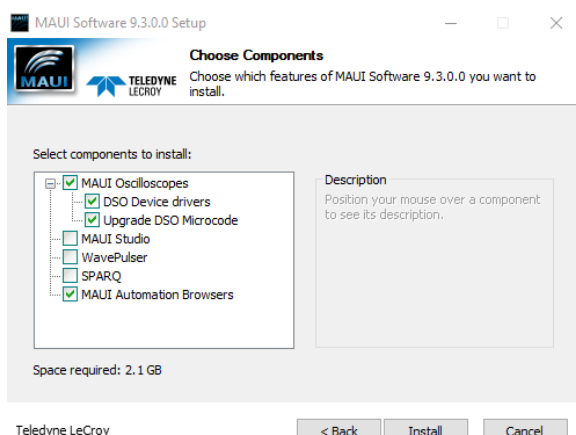 MAUI Software 9.3.0.0 Setup
MAUI
TELEDYNE
LECROY
Choose Components
Choose which features of MAUI Software 9.3.0.0 you want to
install.
Select components to install:
MAUI Oscilloscopes
DSO Device drivers
Upgrade DSO Microcode
MAUI Studio
WavePulser
SPARQ
MAUI Automation Browsers
Description
Position your mouse over a component
to see its description.
Space required: 2.1 GB
Teledyne LeCroy
< Back
Install
Cancel